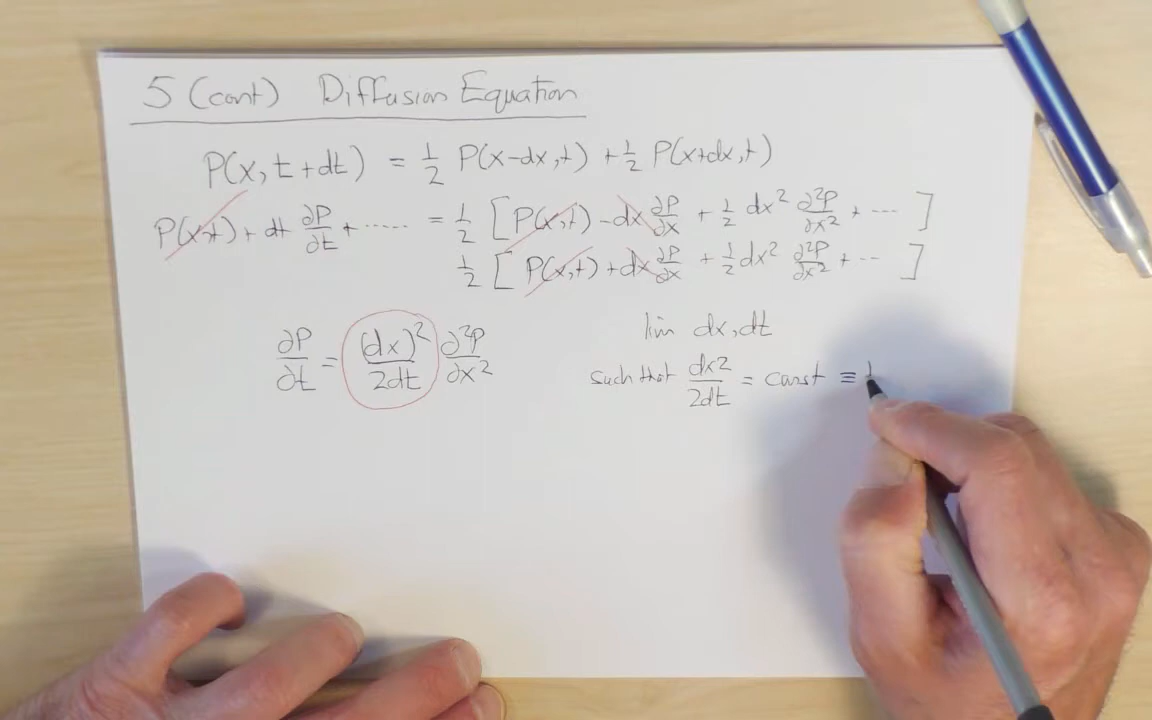 5 (cont) Diffusion Equation
P(x, t + dt) = 1/2 P(x-dx, t) + 1/2 P(x+dx, t)
P(x,t) + dt ∂P/∂t + ..... = 1/2 [ P(x,t) - dx ∂P/∂x + 1/2 dx² ∂²P/∂x² + ... ]
1/2 [ P(x,t) + dx ∂P/∂x + 1/2 dx² ∂²P/∂x² + ... ]
lim dx, dt
∂P/∂t = (dx)²/2dt ∂²P/∂x²
such that dx2/2dt = const ≡ 1